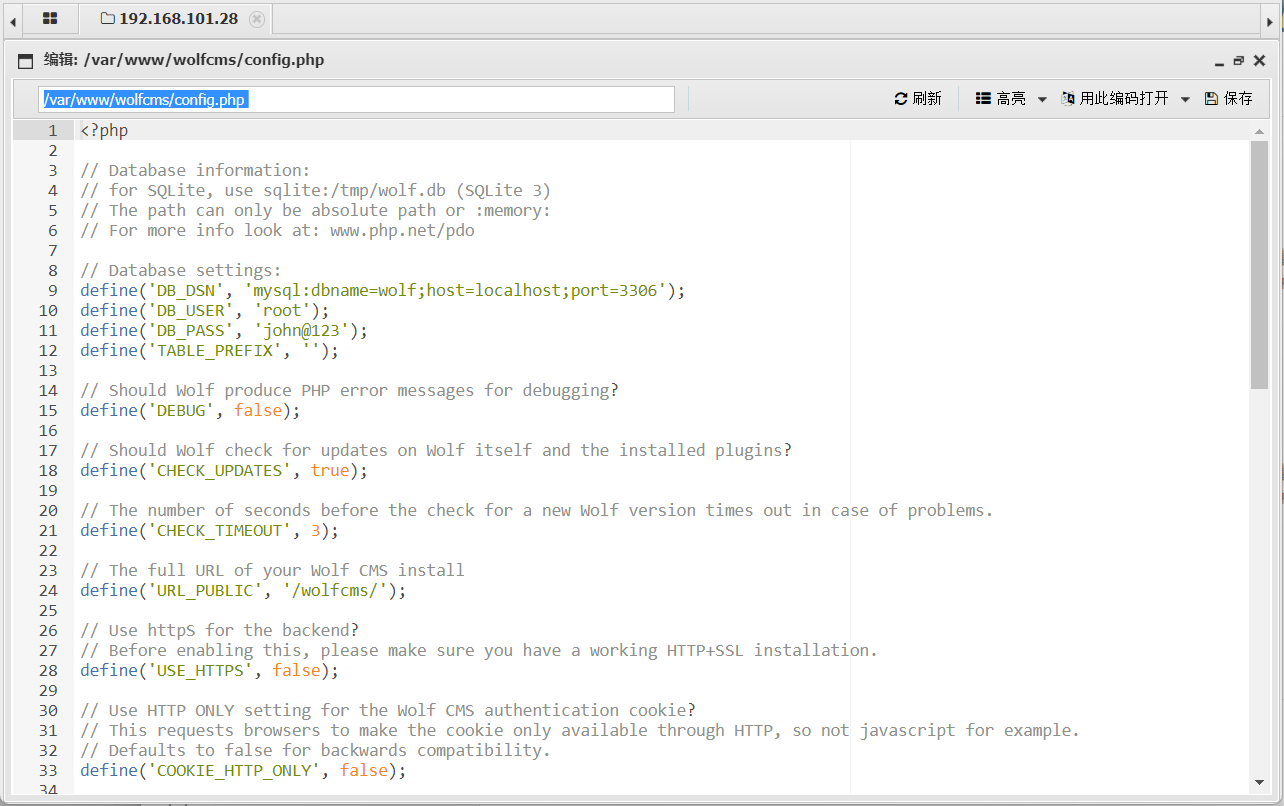 192.168.101.28
编辑: /var/www/wolfcms/config.php
/var/www/wolfcms/config.php 刷新 高亮 用此编码打开 保存
1 <?php
2
3 // Database information:
4 // for SQLite, use sqlite:/tmp/wolf.db (SQLite 3)
5 // The path can only be absolute path or :memory:
6 // For more info look at: www.php.net/pdo
7
8 // Database settings:
9 define('DB_DSN', 'mysql:dbname=wolf;host=localhost;port=3306');
10 define('DB_USER', 'root');
11 define('DB_PASS', 'john@123');
12 define('TABLE_PREFIX', '');
13
14 // Should Wolf produce PHP error messages for debugging?
15 define('DEBUG', false);
16
17 // Should Wolf check for updates on Wolf itself and the installed plugins?
18 define('CHECK_UPDATES', true);
19
20 // The number of seconds before the check for a new Wolf version times out in case of problems.
21 define('CHECK_TIMEOUT', 3);
22
23 // The full URL of your Wolf CMS install
24 define('URL_PUBLIC', '/wolfcms/');
25
26 // Use httpS for the backend?
27 // Before enabling this, please make sure you have a working HTTP+SSL installation.
28 define('USE_HTTPS', false);
29
30 // Use HTTP ONLY setting for the Wolf CMS authentication cookie?
31 // This requests browsers to make the cookie only available through HTTP, so not javascript for example.
32 // Defaults to false for backwards compatibility.
33 define('COOKIE_HTTP_ONLY', false);
34